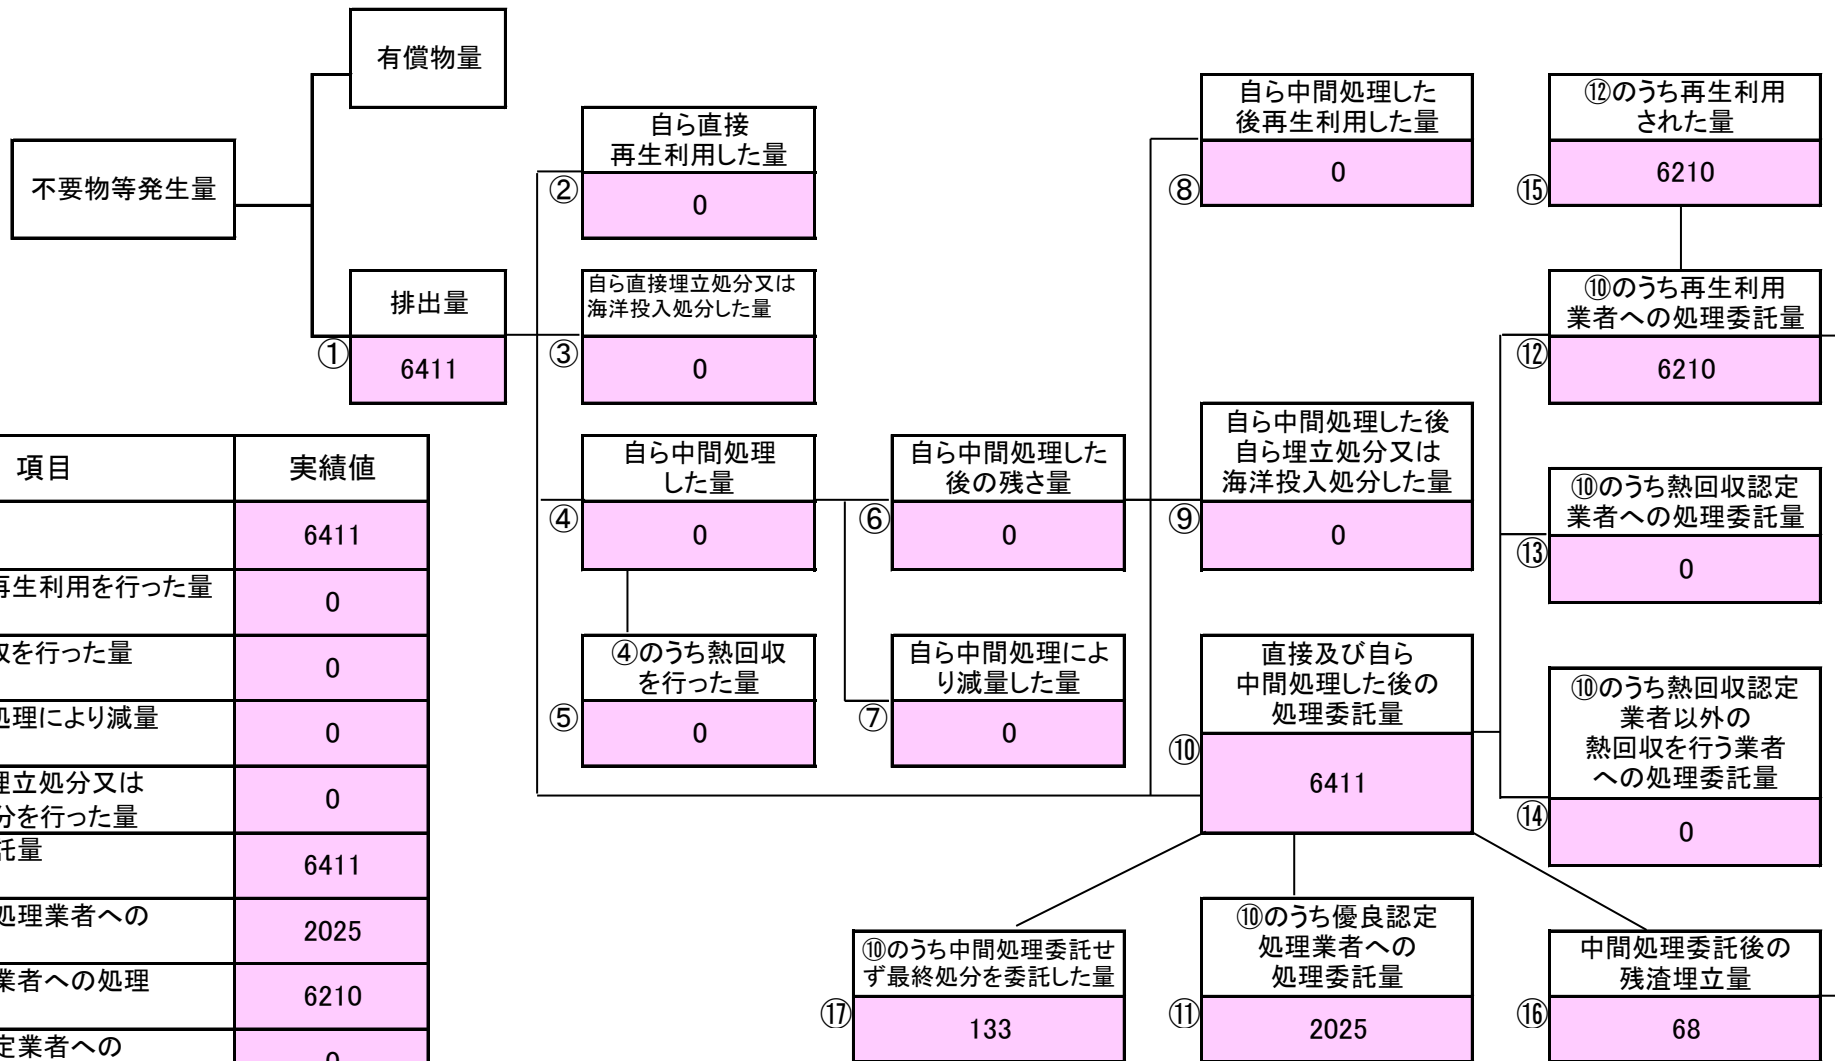 有償物量
不要物等発生量
排出量
①
6411
自ら直接
再生利用した量
②
0
自ら直接埋立処分又は
海洋投入処分した量
③
0
自ら中間処理
した量
④
0
④のうち熱回収
を行った量
⑤
0
自ら中間処理した
後の残さ量
⑥
0
自ら中間処理によ
り減量した量
⑦
0
自ら中間処理した
後再生利用した量
⑧
0
自ら中間処理した後
自ら埋立処分又は
海洋投入処分した量
⑨
0
直接及び自ら
中間処理した後の
処理委託量
⑩
6411
⑫のうち再生利用
された量
⑮
6210
⑩のうち再生利用
業者への処理委託量
⑫
6210
⑩のうち熱回収認定
業者への処理委託量
⑬
0
⑩のうち熱回収認定
業者以外の
熱回収を行う業者
への処理委託量
⑭
0
⑩のうち中間処理委託せ
ず最終処分を委託した量
⑰
133
⑩のうち優良認定
処理業者への
処理委託量
⑪
2025
中間処理委託後の
残渣埋立量
⑯
68
項目 実績値
6411
再生利用を行った量
0
収を行った量
0
処理により減量
0
埋立処分又は
分を行った量
0
託量
6411
処理業者への
2025
業者への処理
6210
定業者への
0